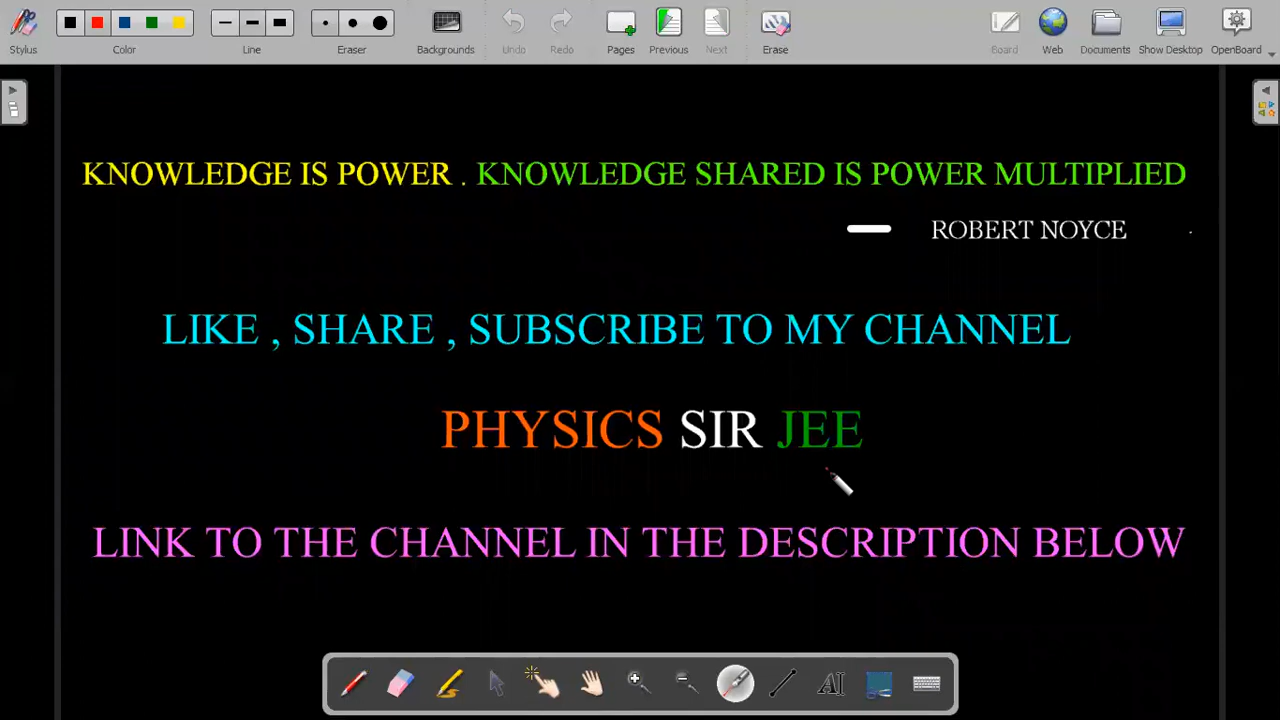 Stylus Color Line Eraser Backgrounds Undo Redo Pages Previous Next Erase Board Web Documents Show Desktop OpenBoard
KNOWLEDGE IS POWER . KNOWLEDGE SHARED IS POWER MULTIPLIED
— ROBERT NOYCE .
LIKE , SHARE , SUBSCRIBE TO MY CHANNEL
PHYSICS SIR JEE
LINK TO THE CHANNEL IN THE DESCRIPTION BELOW
AI